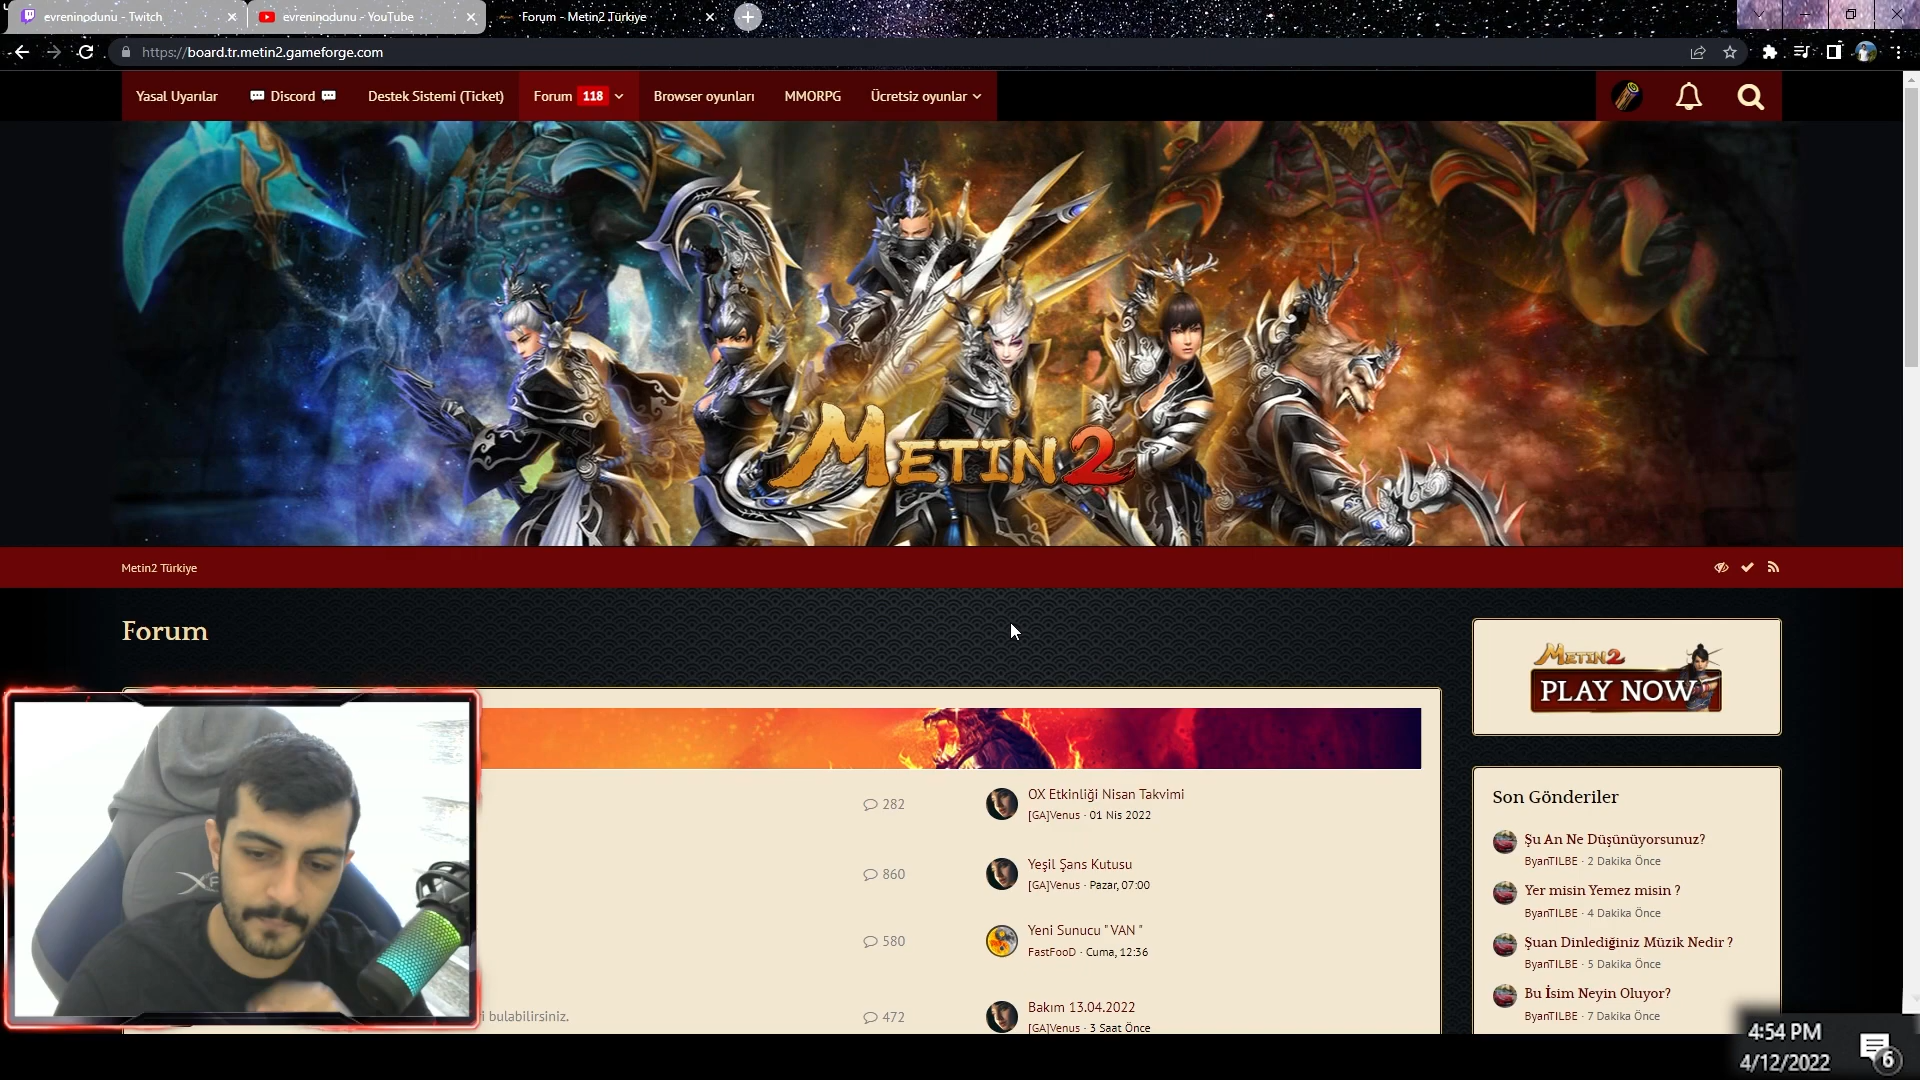 evreninodunu - Twitch
evreninodunu - YouTube
Forum - Metin2 Türkiye
https://board.tr.metin2.gameforge.com
Yasal Uyarılar
Discord
Destek Sistemi (Ticket)
Forum 118
Browser oyunları
MMORPG
Ücretsiz oyunlar
METIN2
Metin2 Türkiye
Forum
METIN2
PLAY NOW
282
OX Etkinliği Nisan Takvimi
[GA]Venus · 01 Nis 2022
860
Yeşil Şans Kutusu
[GA]Venus · Pazar, 07:00
580
Yeni Sunucu " VAN "
FastFooD · Cuma, 12:36
i bulabilirsiniz.
472
Bakım 13.04.2022
[GA]Venus · 3 Saat Önce
Son Gönderiler
Şu An Ne Düşünüyorsunuz?
ByanTILBE · 2 Dakika Önce
Yer misin Yemez misin ?
ByanTILBE · 4 Dakika Önce
Şuan Dinlediğiniz Müzik Nedir ?
ByanTILBE · 5 Dakika Önce
Bu İsim Neyin Oluyor?
ByanTILBE · 7 Dakika Önce
4:54 PM
4/12/2022
6